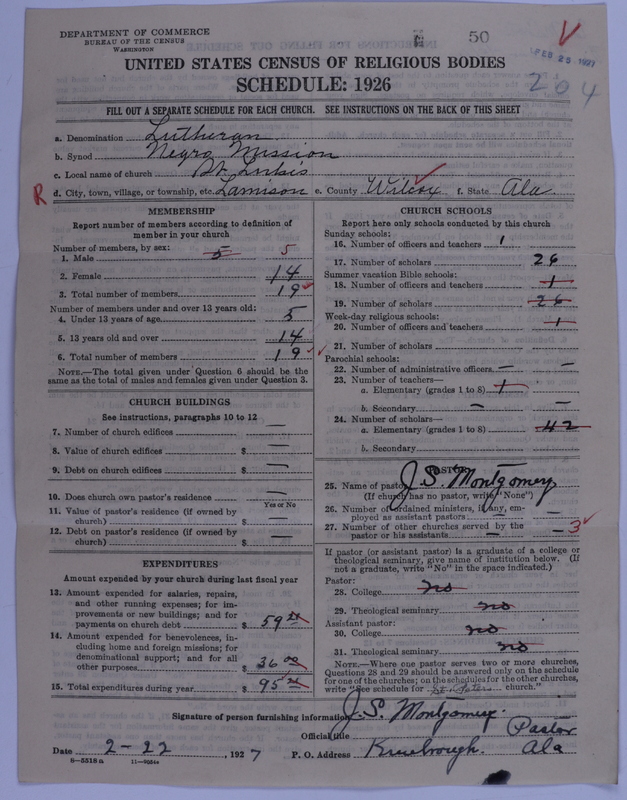 DEPARTMENT OF COMMERCE
BUREAU OF THE CENSUS
WASHINGTON
50
FEB 25 1927
204
UNITED STATES CENSUS OF RELIGIOUS BODIES
SCHEDULE: 1926
FILL OUT A SEPARATE SCHEDULE FOR EACH CHURCH. SEE INSTRUCTIONS ON THE BACK OF THIS SHEET
a. Denomination Lutheran
b. Synod Negro Mission
c. Local name of church St.
R d. City, town, village, or township, etc. Lamison e. County Wilcox f. State Ala.
MEMBERSHIP
Report number of members according to definition of
member in your church
Number of members, by sex:
1. Male 5 5
2. Female 14
3. Total number of members 19
Number of members under and over 13 years old:
4. Under 13 years of age 5
5. 13 years old and over 14
6. Total number of members 19
NOTE.—The total given under Question 6 should be the
same as the total of males and females given under Question 3.
CHURCH BUILDINGS
See instructions, paragraphs 10 to 12
7. Number of church edifices —
8. Value of church edifices $ —
9. Debt on church edifices $ —
10. Does church own pastor's residence —
Yes or No
11. Value of pastor's residence (if owned by
church) $ —
12. Debt on pastor's residence (if owned by
church) $ —
EXPENDITURES
Amount expended by your church during last fiscal year
13. Amount expended for salaries, repairs,
and other running expenses; for im-
provements or new buildings; and for
payments on church debt $ 59
14. Amount expended for benevolences, in-
cluding home and foreign missions; for
denominational support; and for all
other purposes $ 36 00
15. Total expenditures during year $ 95
CHURCH SCHOOLS
Report here only schools conducted by this church
Sunday schools:
16. Number of officers and teachers 1
17. Number of scholars 26
Summer vacation Bible schools:
18. Number of officers and teachers 1
19. Number of scholars 26
Week-day religious schools:
20. Number of officers and teachers 1
21. Number of scholars
Parochial schools:
22. Number of administrative officers — —
23. Number of teachers—
a. Elementary (grades 1 to 8) 1
b. Secondary — —
24. Number of scholars—
a. Elementary (grades 1 to 8) 42
b. Secondary
PASTOR
25. Name of pastor J. S. Montgomery
(If church has no pastor, write "None")
26. Number of ordained ministers, if any, em-
ployed as assistant pastors —
27. Number of other churches served by the
pastor or his assistants — — 3
If pastor (or assistant pastor) is a graduate of a college or
theological seminary, give name of institution below. (If
not a graduate, write "No" in the space indicated.)
Pastor:
28. College no
29. Theological seminary no
Assistant pastor:
30. College no
31. Theological seminary no
NOTE.—Where one pastor serves two or more churches,
Questions 28 and 29 should be answered only on the schedule
for one of the churches; on the schedules for the other churches,
write "See schedule for St. Peters church."
Signature of person furnishing information J. S. Montgomery.
Official title Pastor
Date 2-22, 1927 P. O. Address Ala
8-5518 a 11-9204a